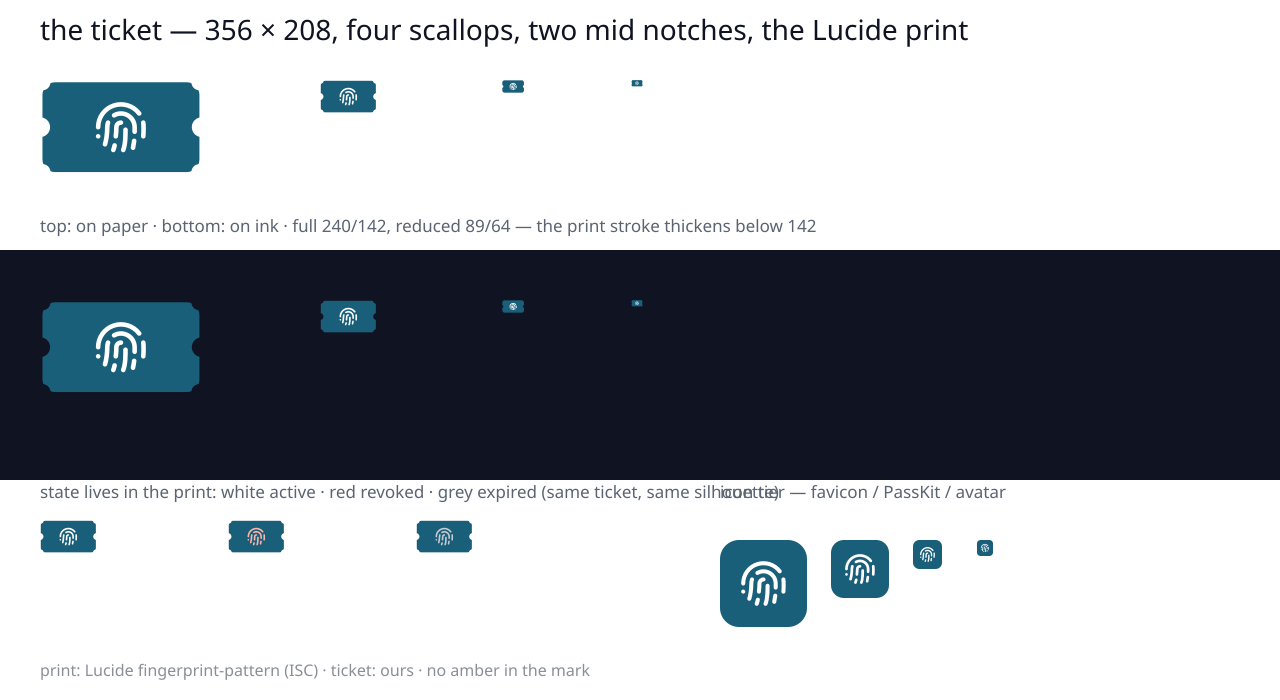 the ticket — 356 × 208, four scallops, two mid notches, the Lucide print
top: on paper · bottom: on ink · full 240/142, reduced 89/64 — the print stroke thickens below 142
state lives in the print: white active · red revoked · grey expired (same ticket, same silhouette)
icon tier — favicon / PassKit / avatar
print: Lucide fingerprint-pattern (ISC) · ticket: ours · no amber in the mark